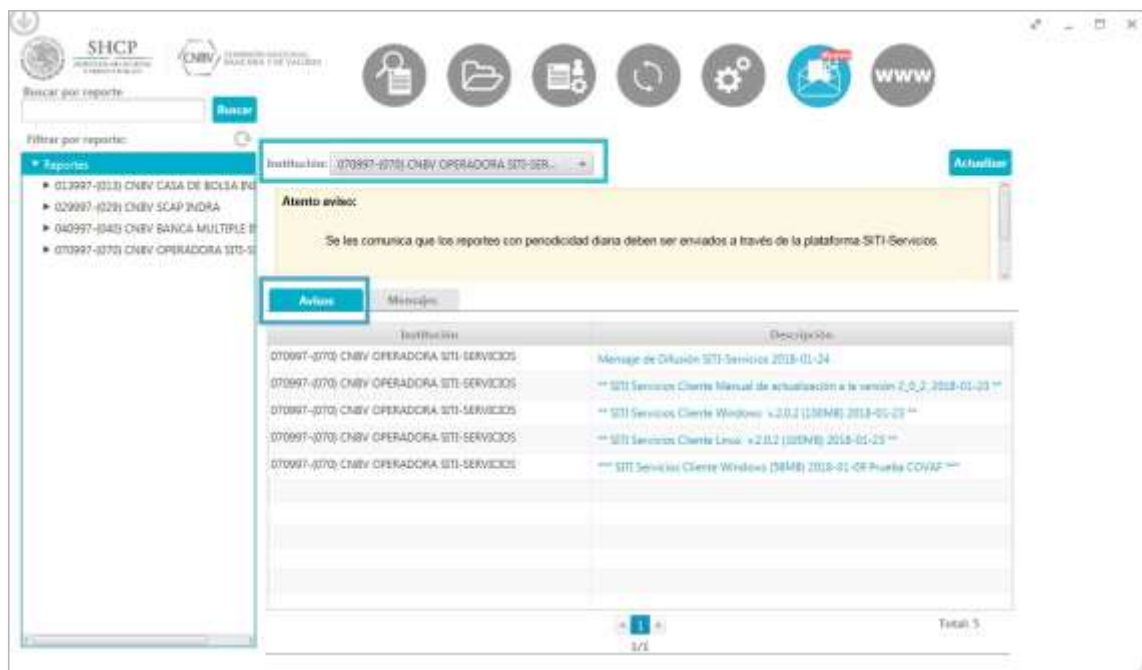 SHCP
CNBV
Buscar por reporte
Buscar
www
Filtrar por reporte:
Reportes
013997-(013) CNBV CASA DE BOLSA IND
029997-(029) CNBV SCAP INDRA
040997-(040) CNBV BANCA MULTIPLE
070997-(070) CNBV OPERADORA SITI-S
Institución: 070997-(070) CNBV OPERADORA SITI-SER...
Actualizar
Atento aviso:
Se les comunica que los reportes con periodicidad diaria deben ser enviados a través de la plataforma SITI-Servicios.
Avisos Mensajes
Institución Descripción
070997-(070) CNBV OPERADORA SITI-SERVICIOS Mensaje de Difusión SITI-Servicios 2018-01-24
070997-(070) CNBV OPERADORA SITI-SERVICIOS ** SITI Servicios Cliente Manual de actualización a la versión 2_0_2_2018-01-23 **
070997-(070) CNBV OPERADORA SITI-SERVICIOS ** SITI Servicios Cliente Windows v.2.0.2 (100MB) 2018-01-23 **
070997-(070) CNBV OPERADORA SITI-SERVICIOS ** SITI Servicios Cliente Linux v.2.0.2 (100MB) 2018-01-23 **
070997-(070) CNBV OPERADORA SITI-SERVICIOS *** SITI Servicios Cliente Windows (98MB) 2018-01-09 Prueba COVAF ***
1
1/1
Total: 5